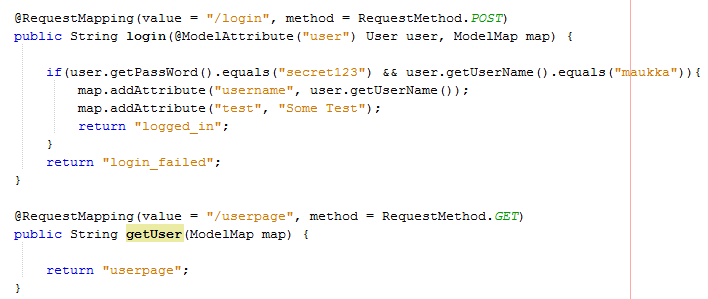 @RequestMapping(value = "/login", method = RequestMethod.POST)
public String login(@ModelAttribute("user") User user, ModelMap map) {
if(user.getPassWord().equals("secret123") && user.getUserName().equals("maukka")){
map.addAttribute("username", user.getUserName());
map.addAttribute("test", "Some Test");
return "logged_in";
}
return "login_failed";
}
@RequestMapping(value = "/userpage", method = RequestMethod.GET)
public String getUser(ModelMap map) {
return "userpage";
}